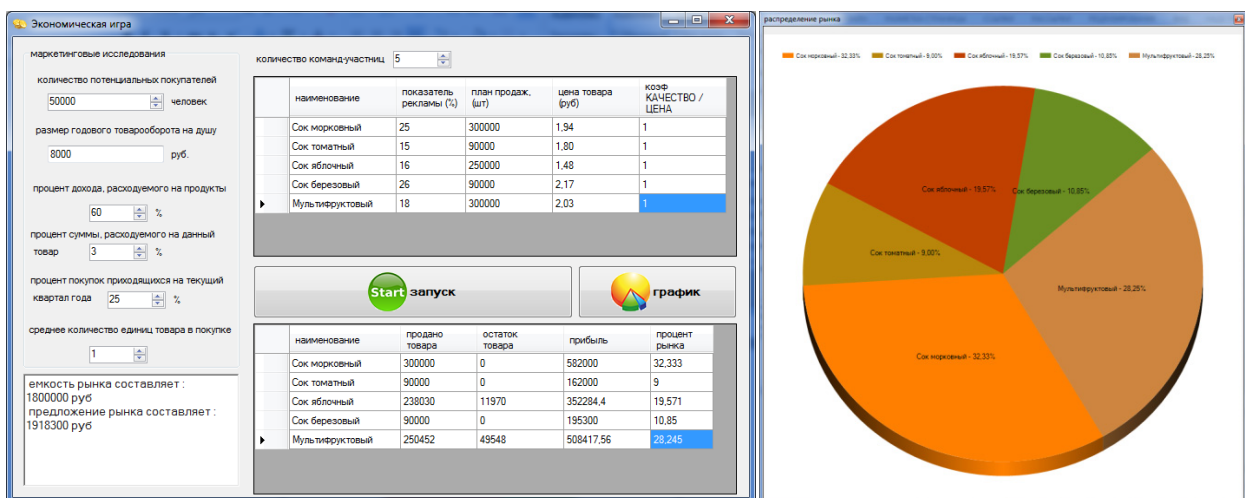 Экономическая игра
маркетинговые исследования
количество потенциальных покупателей
50000 человек
размер годового товарооборота на душу
8000 руб.
процент дохода, расходуемого на продукты
60 %
процент суммы, расходуемого на данный
товар 3 %
процент покупок приходящихся на текущий
квартал года 25 %
среднее количество единиц товара в покупке
1
емкость рынка составляет :
1800000 руб
предложение рынка составляет :
1918300 руб
количество команд-участниц 5
наименование показатель рекламы (%) план продаж, (шт) цена товара (руб) коэф КАЧЕСТВО / ЦЕНА
Сок морковный 25 300000 1,94 1
Сок томатный 15 90000 1,80 1
Сок яблочный 16 250000 1,48 1
Сок березовый 26 90000 2,17 1
Мультифруктовый 18 300000 2,03 1
Start запуск
график
наименование продано товара остаток товара прибыль процент рынка
Сок морковный 300000 0 582000 32,333
Сок томатный 90000 0 162000 9
Сок яблочный 238030 11970 352284,4 19,571
Сок березовый 90000 0 195300 10,85
Мультифруктовый 250452 49548 508417,56 28,245
распределение рынка
Сок морковный - 32,33% Сок томатный - 9,00% Сок яблочный - 19,57% Сок березовый - 10,85% Мультифруктовый - 28,25%
Сок яблочный - 19,57%
Сок березовый - 10,85%
Сок томатный - 9,00%
Мультифруктовый - 28,25%
Сок морковный - 32,33%